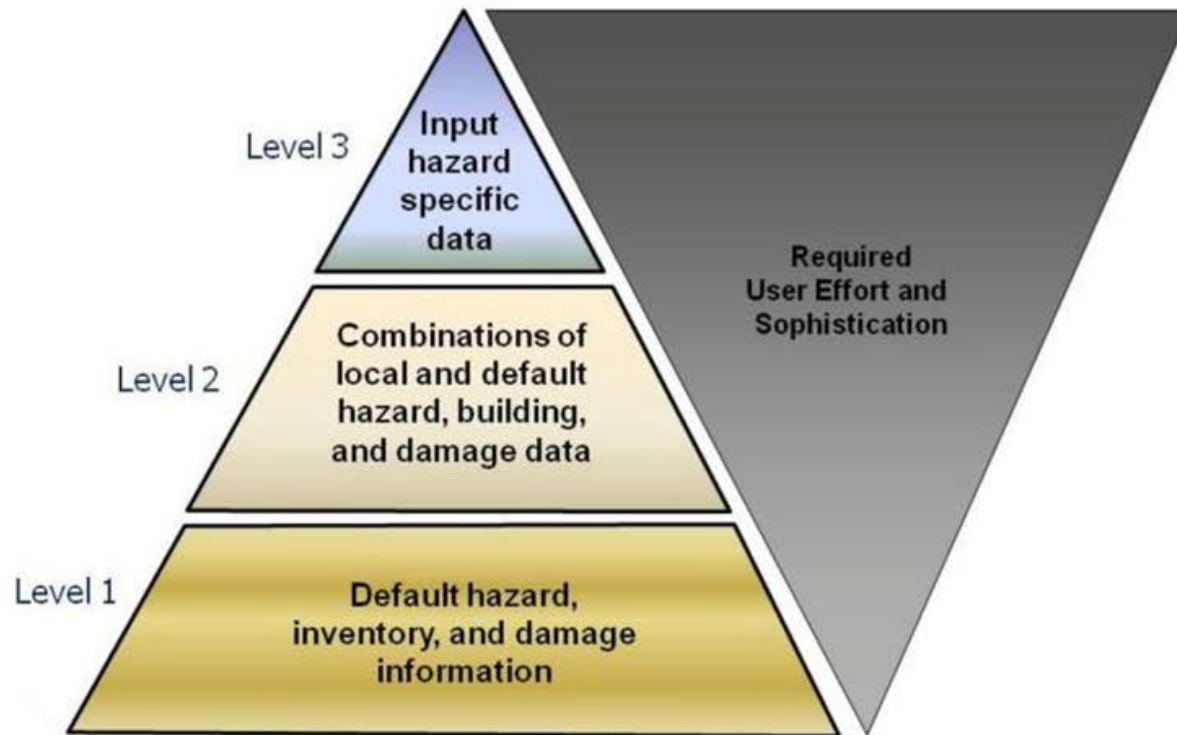 Level 3
Input
hazard
specific
data
Required
User Effort and
Sophistication
Level 2
Combinations of
local and default
hazard, building,
and damage data
Level 1
Default hazard,
inventory, and damage
information